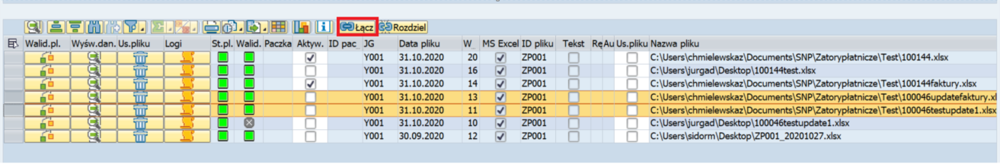 Łącz Rozdziel
Walid.pl. Wyśw.dan. Us.pliku Logi St.pl. Walid. Paczka Aktyw. ID pac_ JG Data pliku W_ MS Excel ID pliku Tekst Rę Au Us.pliku Nazwa pliku
Y001 31.10.2020 20 ZP001 C:\Users\chmielewskaz\Documents\SNP\Zatorypłatnicze\Test\100144.xlsx
Y001 31.10.2020 16 ZP001 C:\Users\jurgad\Desktop\100144test.xlsx
Y001 31.10.2020 14 ZP001 C:\Users\chmielewskaz\Documents\SNP\Zatorypłatnicze\Test\100144faktury.xlsx
Y001 31.10.2020 13 ZP001 C:\Users\chmielewskaz\Documents\SNP\Zatorypłatnicze\Test\100046updatefaktury.xl
Y001 31.10.2020 11 ZP001 C:\Users\chmielewskaz\Documents\SNP\Zatorypłatnicze\Test\100046testupdate1.xlsx
Y001 31.10.2020 10 ZP001 C:\Users\jurgad\Desktop\100046testupdate1.xlsx
Y001 30.09.2020 12 ZP001 C:\Users\sidorm\Desktop\ZP001_20201027.xlsx